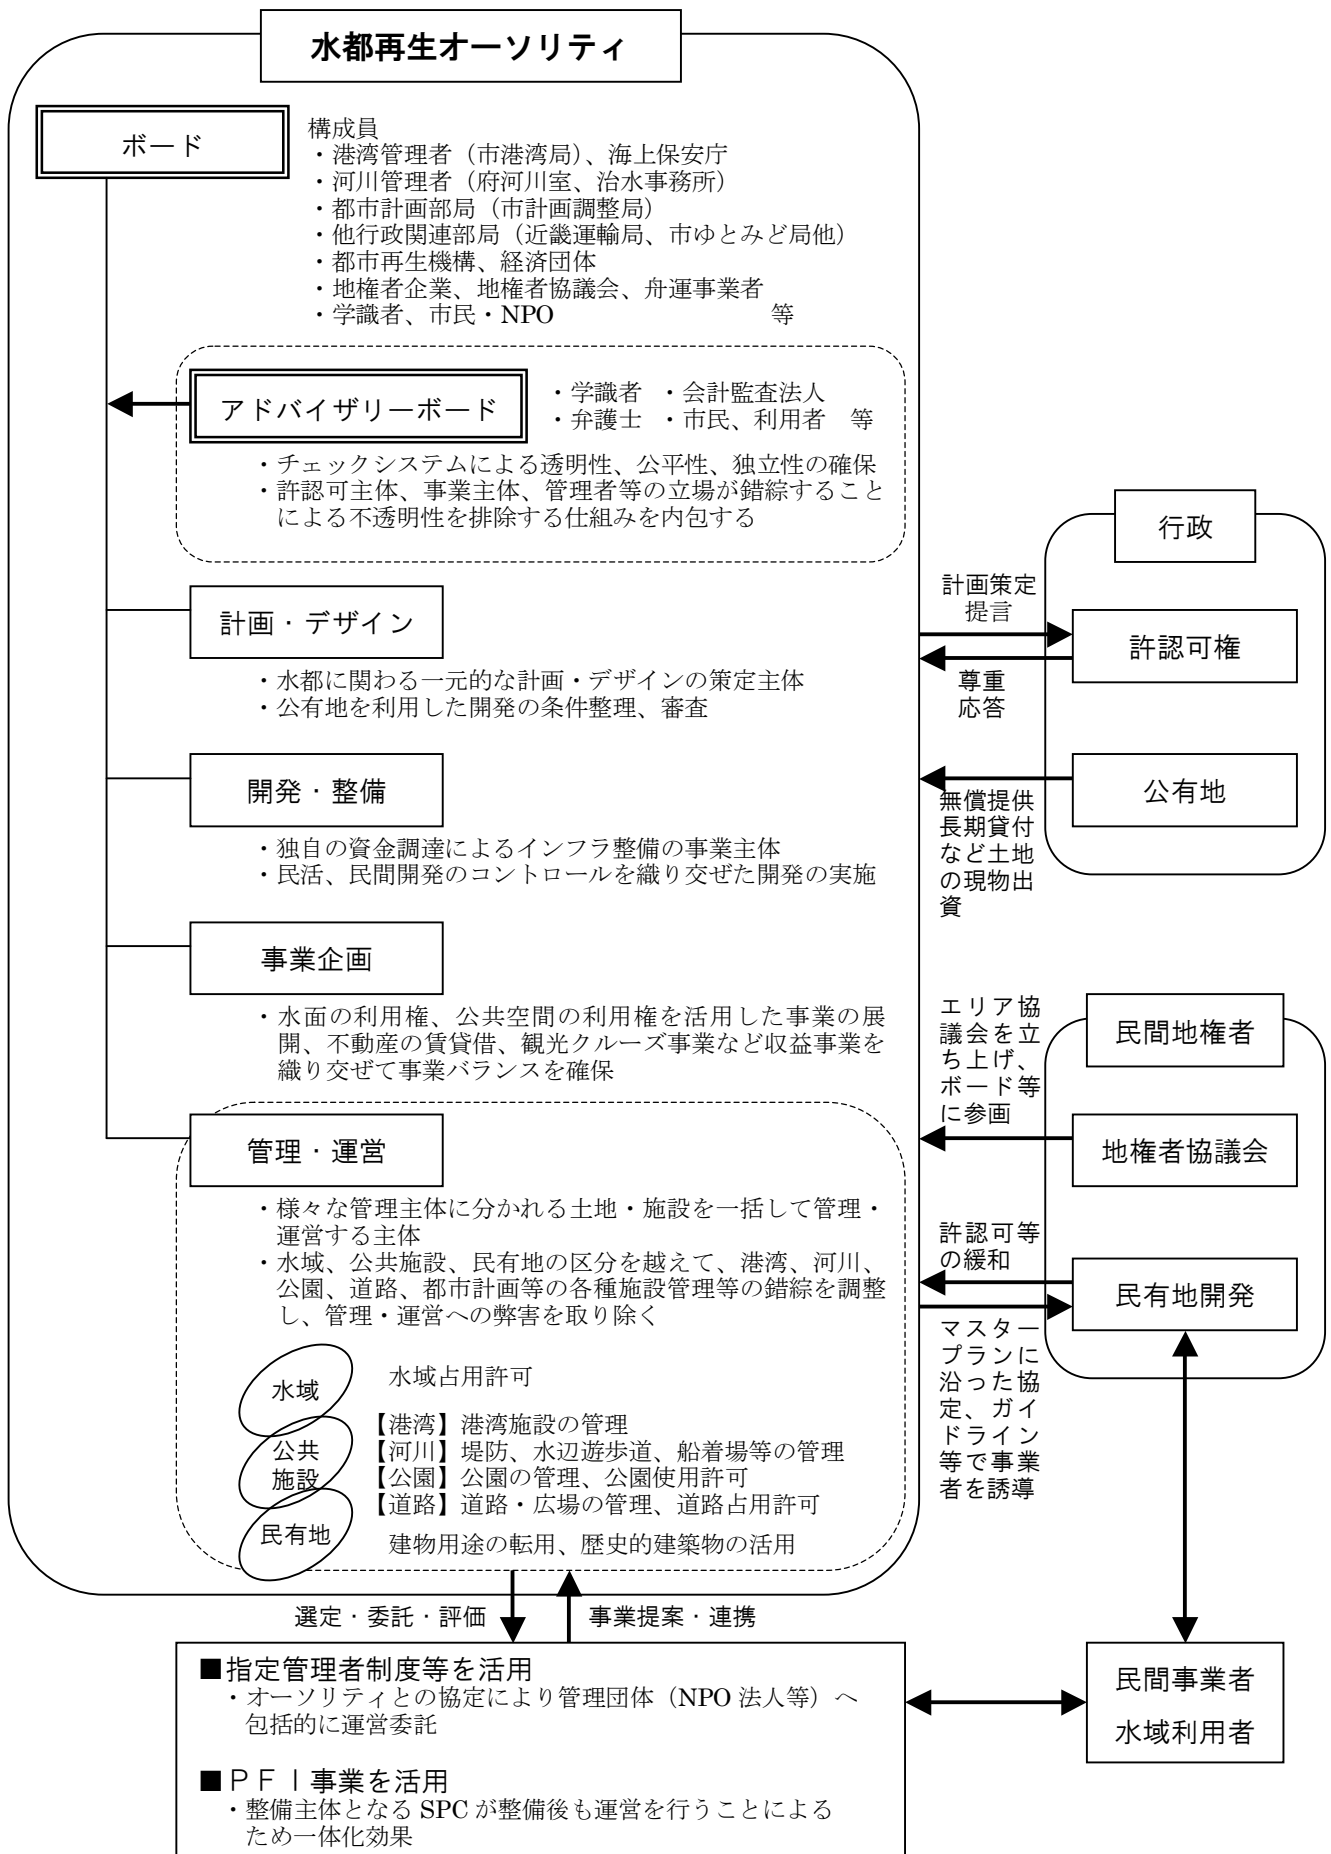 水都再生オーソリティ
ボード
構成員
・港湾管理者（市港湾局）、海上保安庁
・河川管理者（府河川室、治水事務所）
・都市計画部局（市計画調整局）
・他行政関連部局（近畿運輸局、市ゆとみど局他）
・都市再生機構、経済団体
・地権者企業、地権者協議会、舟運事業者
・学識者、市民・NPO 等
アドバイザリーボード
・学識者 ・会計監査法人
・弁護士 ・市民、利用者 等
・チェックシステムによる透明性、公平性、独立性の確保
・許認可主体、事業主体、管理者等の立場が錯綜すること
による不透明性を排除する仕組みを内包する
計画・デザイン
・水都に関わる一元的な計画・デザインの策定主体
・公有地を利用した開発の条件整理、審査
開発・整備
・独自の資金調達によるインフラ整備の事業主体
・民活、民間開発のコントロールを織り交ぜた開発の実施
事業企画
・水面の利用権、公共空間の利用権を活用した事業の展
開、不動産の賃貸借、観光クルーズ事業など収益事業を
織り交ぜて事業バランスを確保
管理・運営
・様々な管理主体に分かれる土地・施設を一括して管理・
運営する主体
・水域、公共施設、民有地の区分を越えて、港湾、河川、
公園、道路、都市計画等の各種施設管理等の錯綜を調整
し、管理・運営への弊害を取り除く
水域
水域占用許可
公共
施設
【港湾】港湾施設の管理
【河川】堤防、水辺遊歩道、船着場等の管理
【公園】公園の管理、公園使用許可
【道路】道路・広場の管理、道路占用許可
民有地
建物用途の転用、歴史的建築物の活用
計画策定
提言
尊重
応答
無償提供
長期貸付
など土地
の現物出
資
行政
許認可権
公有地
エリア協
議会を立
ち上げ、
ボード等
に参画
許認可等
の緩和
マスター
プランに
沿った協
定、ガイ
ドライン
等で事業
者を誘導
民間地権者
地権者協議会
民有地開発
選定・委託・評価
事業提案・連携
■指定管理者制度等を活用
・オーソリティとの協定により管理団体（NPO 法人等）へ
包括的に運営委託
■ＰＦＩ事業を活用
・整備主体となる SPC が整備後も運営を行うことによる
ため一体化効果
民間事業者
水域利用者